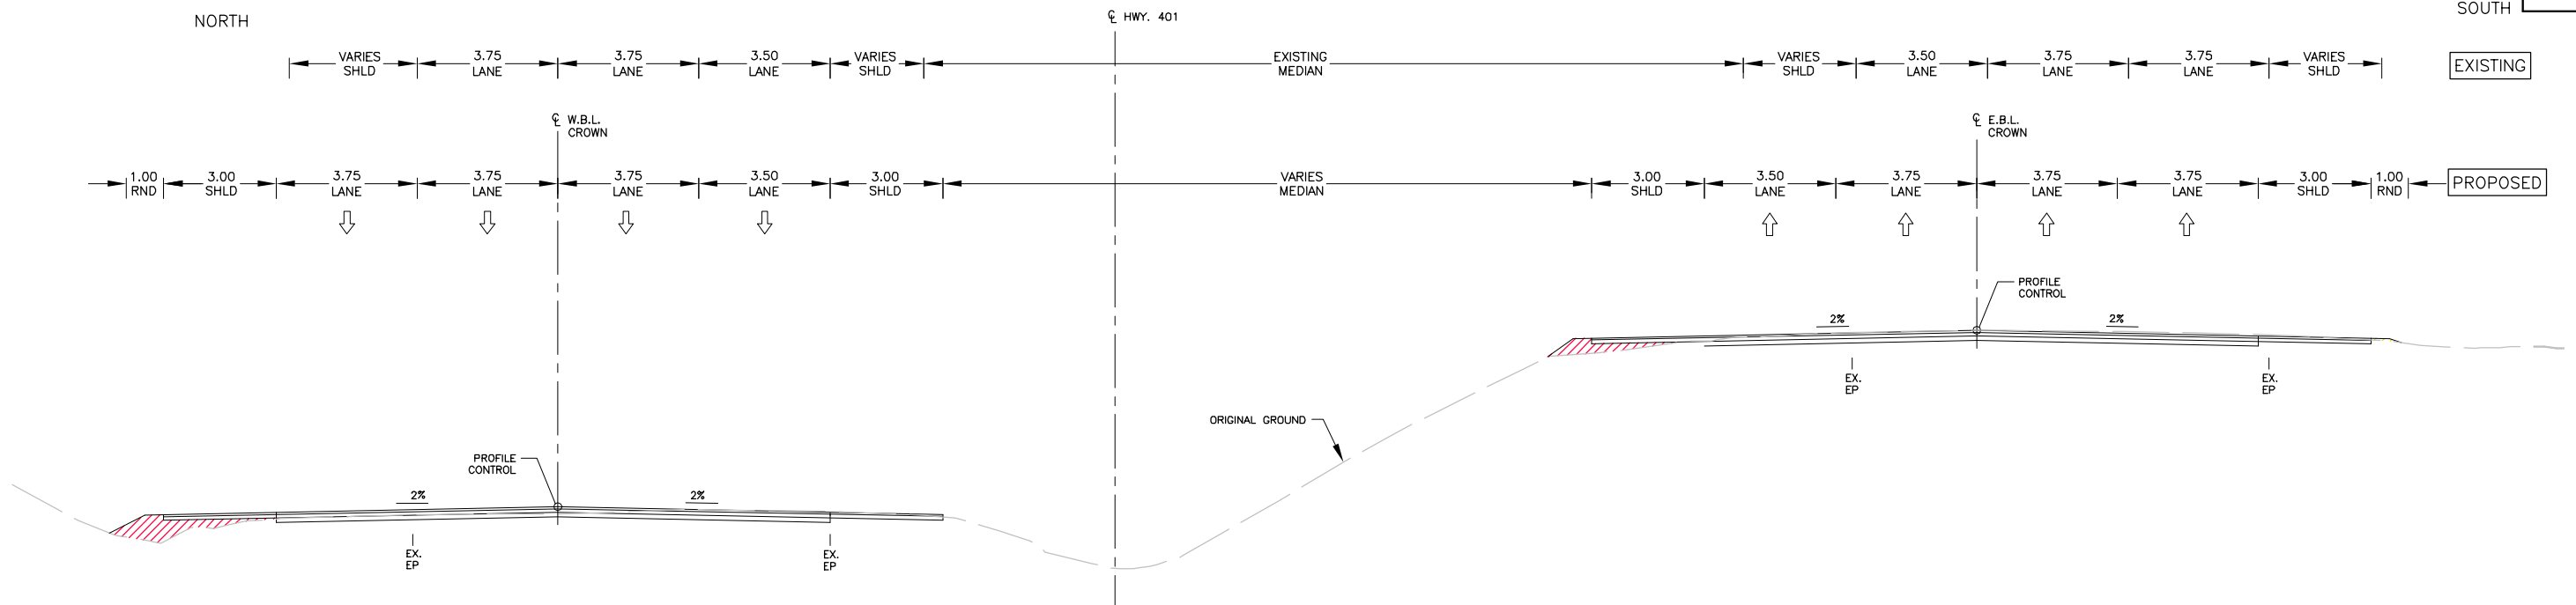 NORTH
℄ HWY. 401
SOUTH
VARIES
SHLD
3.75
LANE
3.75
LANE
3.50
LANE
VARIES
SHLD
EXISTING
MEDIAN
VARIES
SHLD
3.50
LANE
3.75
LANE
3.75
LANE
VARIES
SHLD
EXISTING
℄ W.B.L.
CROWN
℄ E.B.L.
CROWN
1.00
RND
3.00
SHLD
3.75
LANE
3.75
LANE
3.75
LANE
3.50
LANE
3.00
SHLD
VARIES
MEDIAN
3.00
SHLD
3.50
LANE
3.75
LANE
3.75
LANE
3.75
LANE
3.00
SHLD
1.00
RND
PROPOSED
PROFILE
CONTROL
2%
2%
EX.
EP
EX.
EP
ORIGINAL GROUND
PROFILE
CONTROL
2%
2%
EX.
EP
EX.
EP